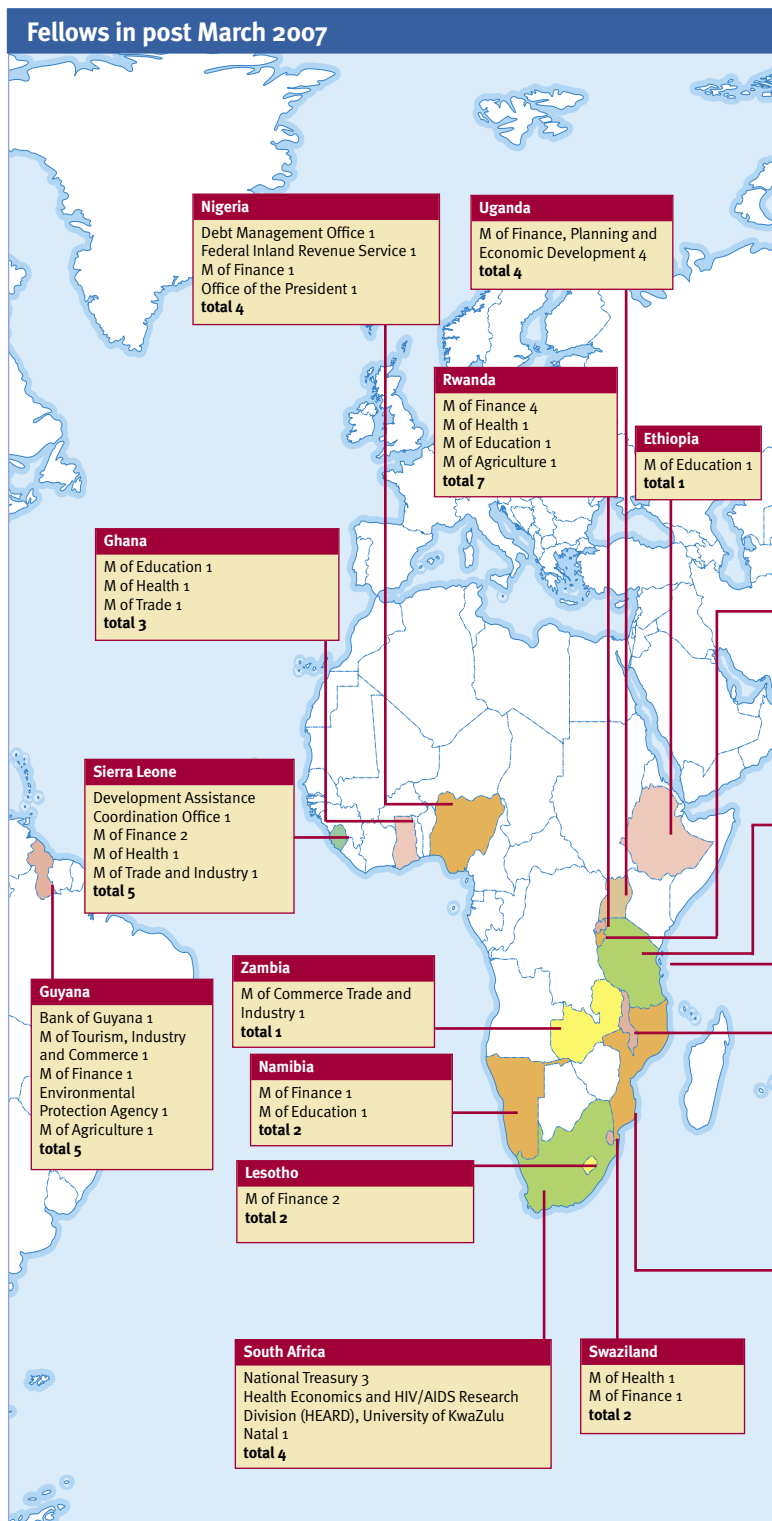 Fellows in post March 2007
Nigeria
Debt Management Office 1
Federal Inland Revenue Service 1
M of Finance 1
Office of the President 1
total 4
Uganda
M of Finance, Planning and
Economic Development 4
total 4
Rwanda
M of Finance 4
M of Health 1
M of Education 1
M of Agriculture 1
total 7
Ethiopia
M of Education 1
total 1
Ghana
M of Education 1
M of Health 1
M of Trade 1
total 3
Sierra Leone
Development Assistance
Coordination Office 1
M of Finance 2
M of Health 1
M of Trade and Industry 1
total 5
Guyana
Bank of Guyana 1
M of Tourism, Industry
and Commerce 1
M of Finance 1
Environmental
Protection Agency 1
M of Agriculture 1
total 5
Zambia
M of Commerce Trade and
Industry 1
total 1
Namibia
M of Finance 1
M of Education 1
total 2
Lesotho
M of Finance 2
total 2
South Africa
National Treasury 3
Health Economics and HIV/AIDS Research
Division (HEARD), University of KwaZulu
Natal 1
total 4
Swaziland
M of Health 1
M of Finance 1
total 2